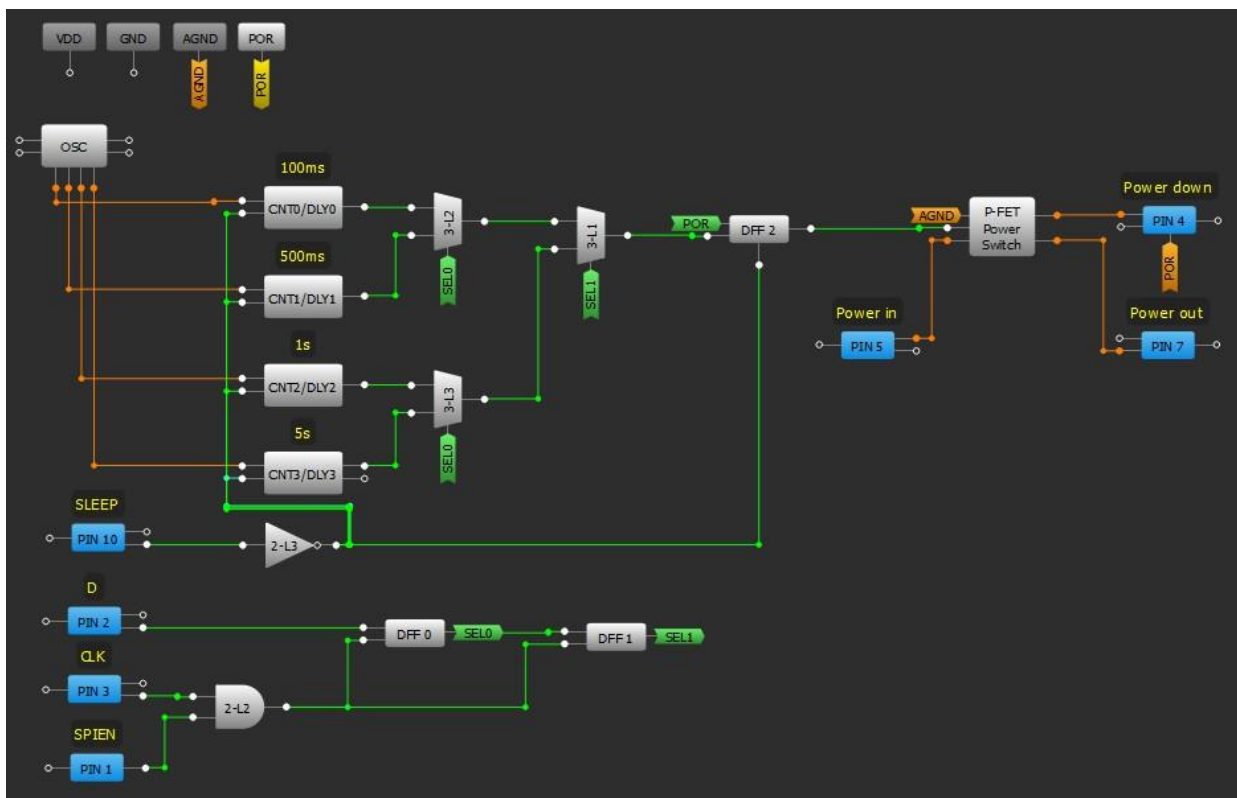 VDD
GND
AGND
POR
AGND
POR
OSC
100ms
CNT0/DLY0
3-L2
SEL0
500ms
CNT1/DLY1
3-L1
SEL1
1s
CNT2/DLY2
3-L3
SEL0
5s
CNT3/DLY3
POR
DFF 2
AGND
P-FET
Power
Switch
Power down
PIN 4
POR
Power in
PIN 5
Power out
PIN 7
SLEEP
PIN 10
2-L3
D
PIN 2
DFF 0
SEL0
DFF 1
SEL1
CLK
PIN 3
2-L2
SPIEN
PIN 1